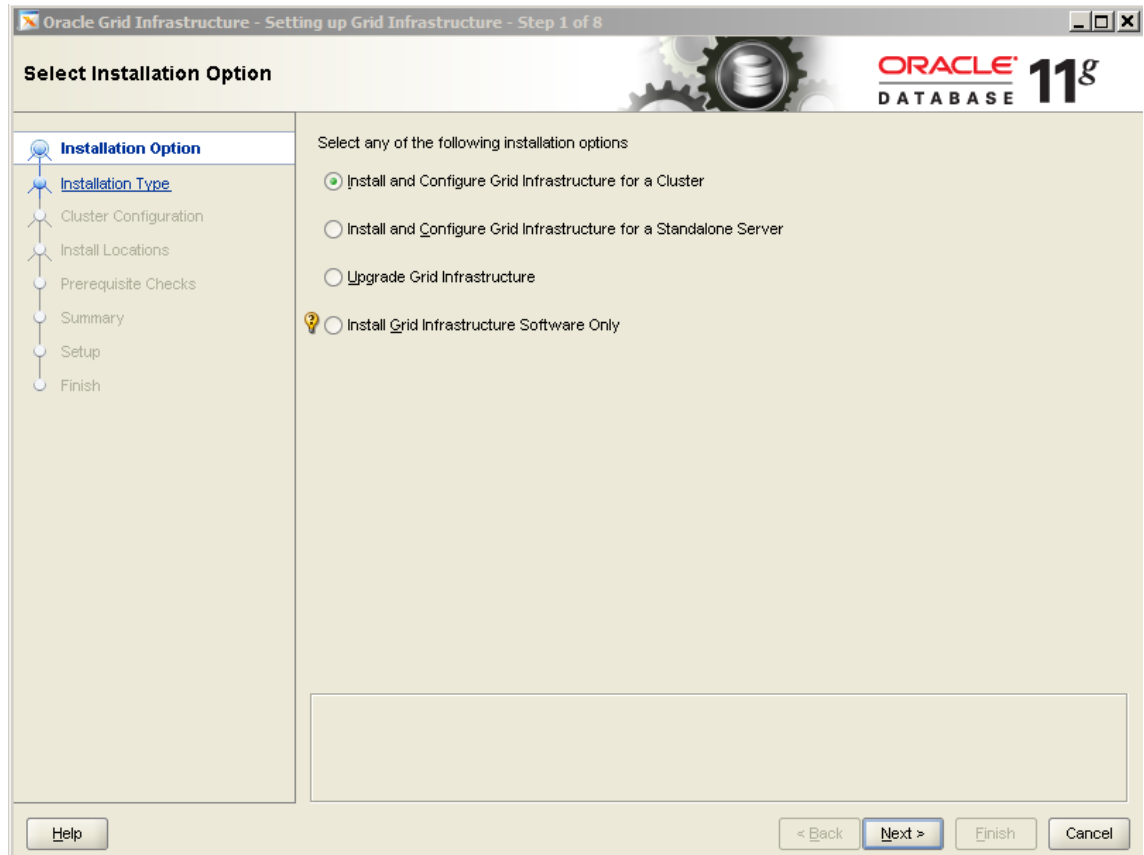 Oracle Grid Infrastructure - Setting up Grid Infrastructure - Step 1 of 8
Select Installation Option
ORACLE
DATABASE
11g
Installation Option
Installation Type
Cluster Configuration
Install Locations
Prerequisite Checks
Summary
Setup
Finish
Select any of the following installation options
Install and Configure Grid Infrastructure for a Cluster
Install and Configure Grid Infrastructure for a Standalone Server
Upgrade Grid Infrastructure
Install Grid Infrastructure Software Only
Help
< Back
Next >
Finish
Cancel